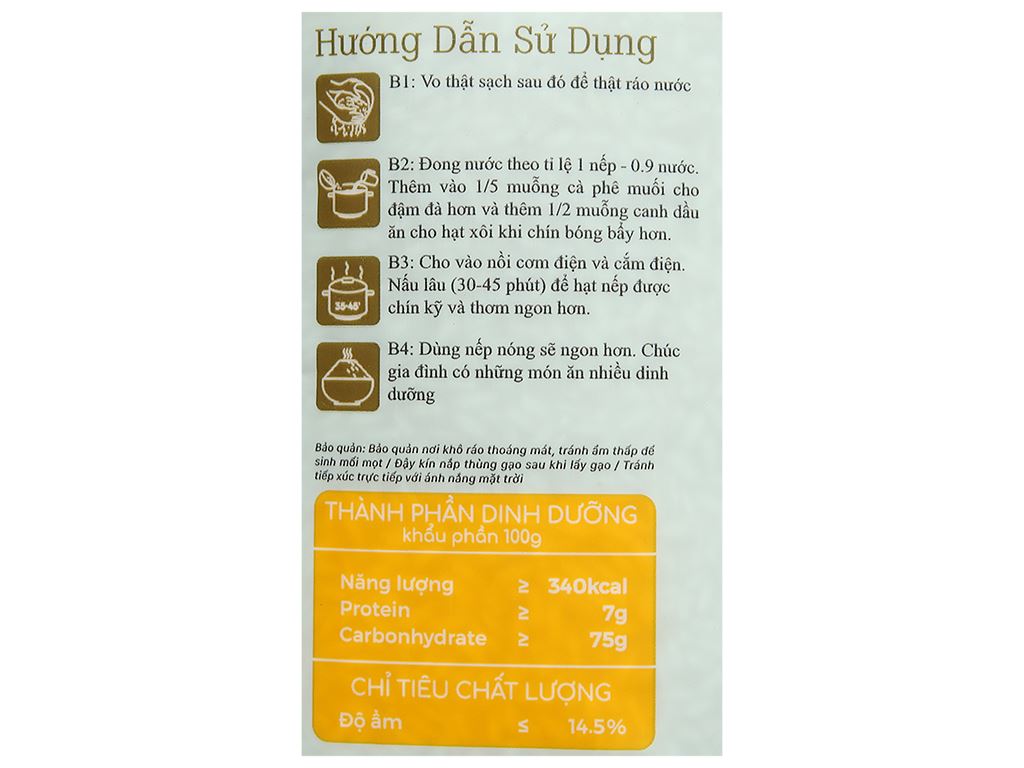 Hướng Dẫn Sử Dụng
B1: Vo thật sạch sau đó để thật ráo nước
B2: Đong nước theo tỉ lệ 1 nếp - 0.9 nước.
Thêm vào 1/5 muỗng cà phê muối cho
đậm đà hơn và thêm 1/2 muỗng canh dầu
ăn cho hạt xôi khi chín bóng bẩy hơn.
B3: Cho vào nồi cơm điện và cắm điện.
Nấu lâu (30-45 phút) để hạt nếp được
35-45'
chín kỹ và thơm ngon hơn.
B4: Dùng nếp nóng sẽ ngon hơn. Chúc
gia đình có những món ăn nhiều dinh
dưỡng
Bảo quản: Bảo quản nơi khô ráo thoáng mát, tránh ẩm thấp để
sinh mối mọt / Đậy kín nắp thùng gạo sau khi lấy gạo / Tránh
tiếp xúc trực tiếp với ánh nắng mặt trời
THÀNH PHẦN DINH DƯỠNG
khẩu phần 100g
Năng lượng ≥ 340kcal
Protein ≥ 7g
Carbonhydrate ≥ 75g
CHỈ TIÊU CHẤT LƯỢNG
Độ ẩm ≤ 14.5%